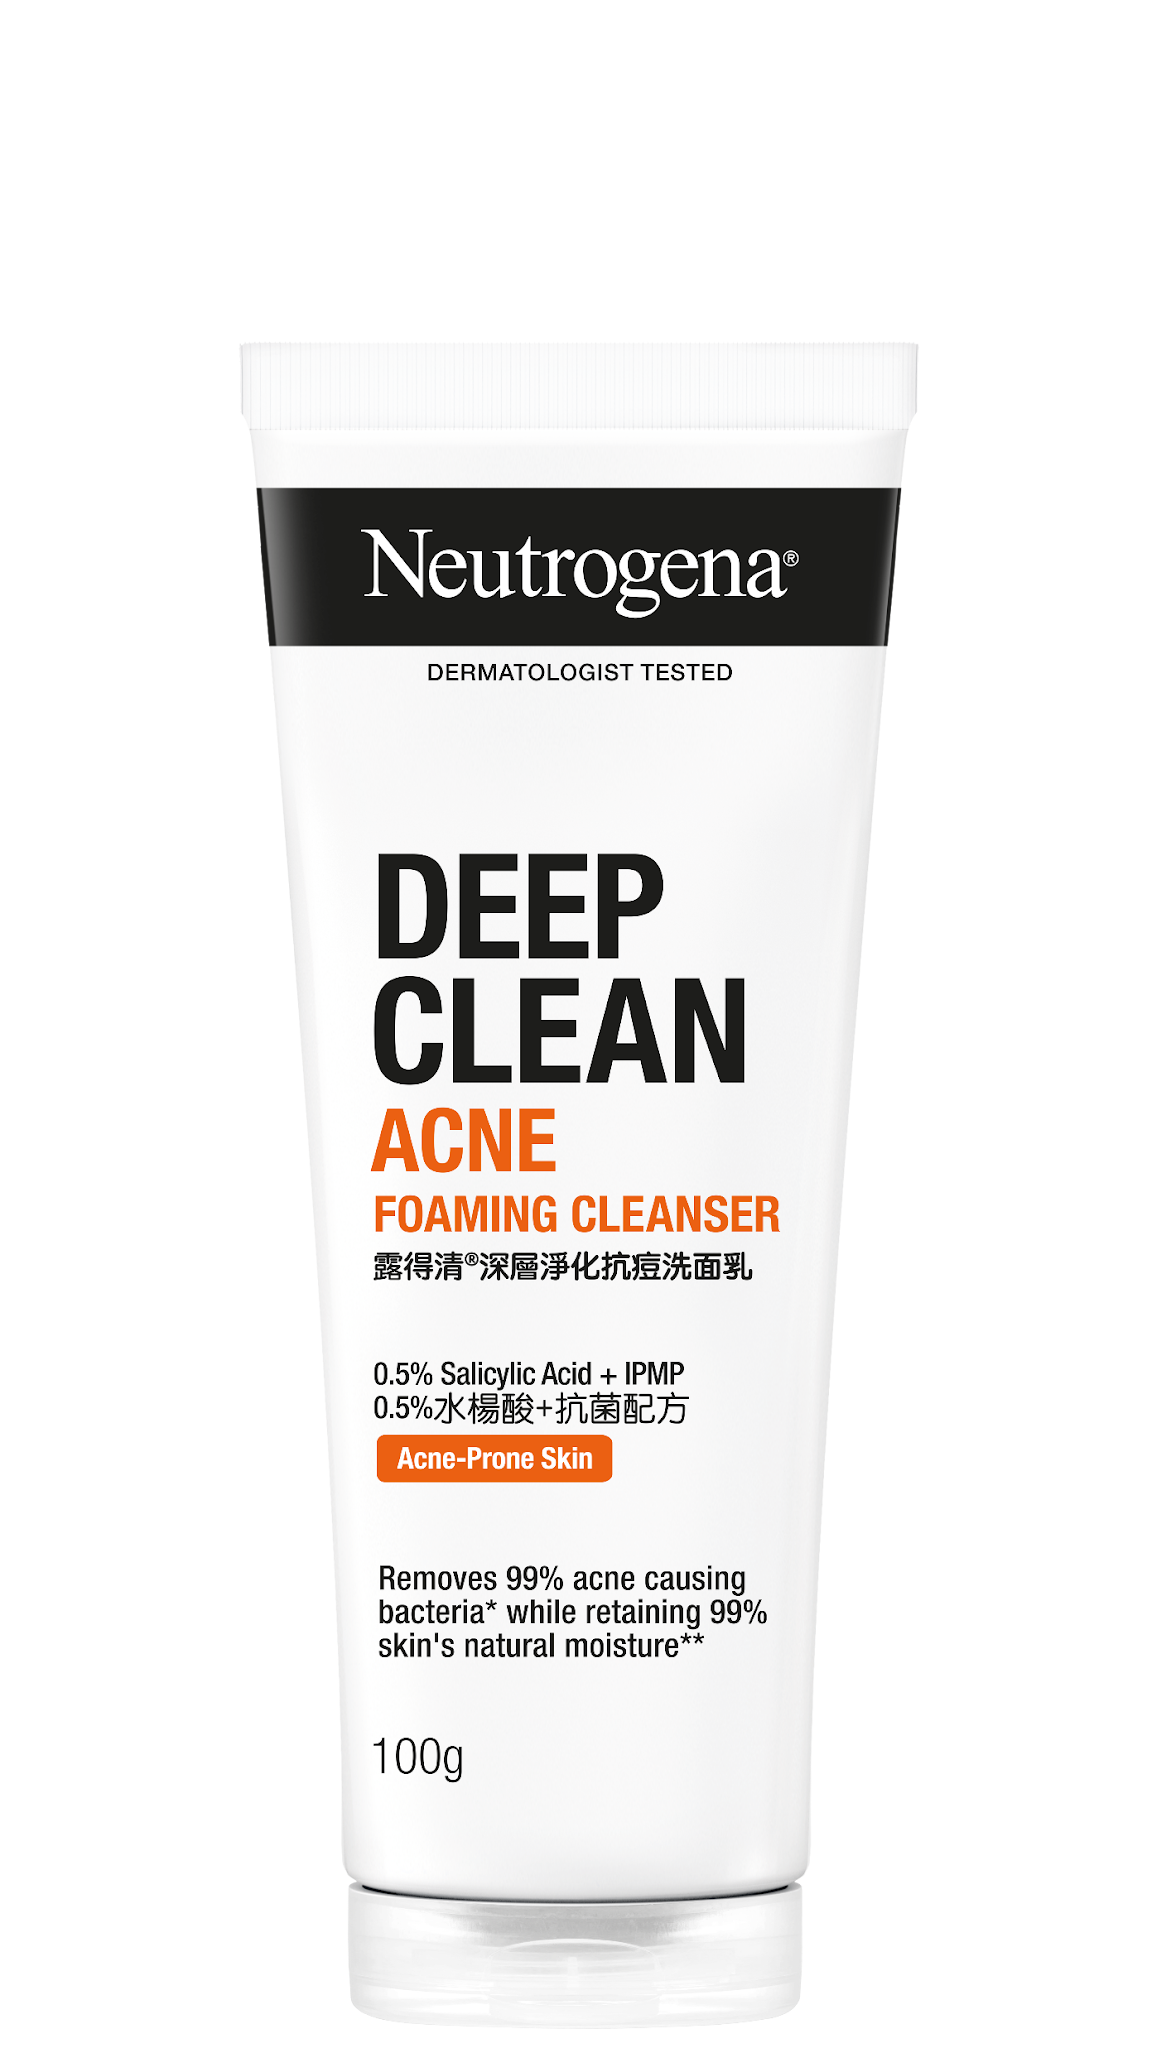 Neutrogena®
DERMATOLOGIST TESTED
DEEP
CLEAN
ACNE
FOAMING CLEANSER
露得清®深層淨化抗痘洗面乳
0.5% Salicylic Acid + IPMP
0.5%水楊酸+抗菌配方
Acne-Prone Skin
Removes 99% acne causing
bacteria* while retaining 99%
skin's natural moisture**
100g